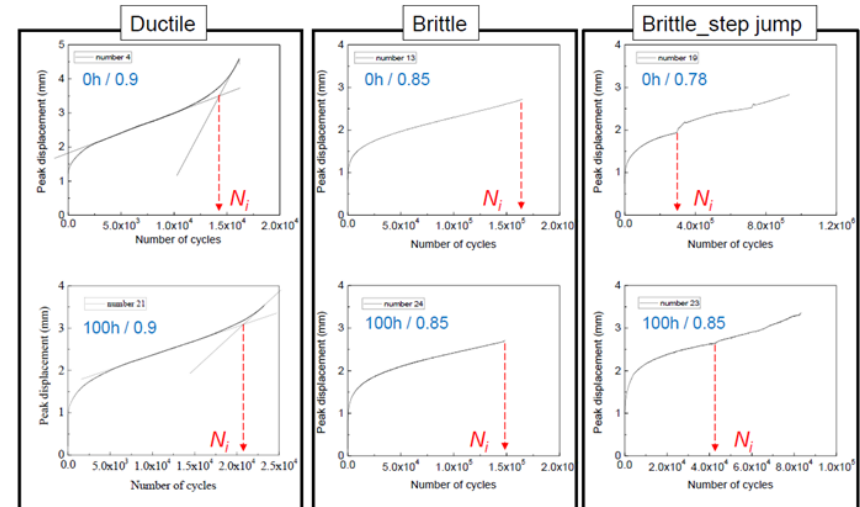 Ductile
Brittle
Brittle_step jump
number 4
0h / 0.9
Peak displacement (mm)
5
4
3
2
1
0
N_i
0.0
5.0x10³
1.0x10⁴
1.5x10⁴
2.0x10⁴
Number of cycles
number 13
0h / 0.85
Peak displacement (mm)
4
3
2
1
0
N_i
0.0
5.0x10⁴
1.0x10⁵
1.5x10⁵
2.0x10⁵
Number of cycles
number 19
0h / 0.78
Peak displacement (mm)
4
3
2
1
0
N_i
0.0
4.0x10⁵
8.0x10⁵
1.2x10⁶
Number of cycles
number 21
100h / 0.9
Peak displacement (mm)
4
3
2
1
0
N_i
0.0
5.0x10³
1.0x10⁴
1.5x10⁴
2.0x10⁴
2.5x10⁴
Number of cycles
number 24
100h / 0.85
Peak displacement (mm)
4
3
2
1
0
N_i
0.0
5.0x10⁴
1.0x10⁵
1.5x10⁵
Number of cycles
number 23
100h / 0.85
Peak displacement (mm)
4
3
2
1
0
N_i
0.0
2.0x10⁴
4.0x10⁴
6.0x10⁴
8.0x10⁴
1.0x10⁵
Number of cycles